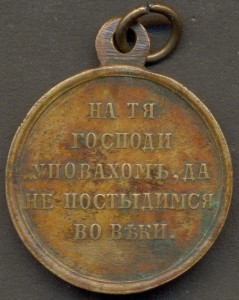 НА ТЯ
ГОСПОДИ
УПОВАХОМЪ, ДА
НЕ ПОСТЫДИМСЯ
ВО ВѢКИ.